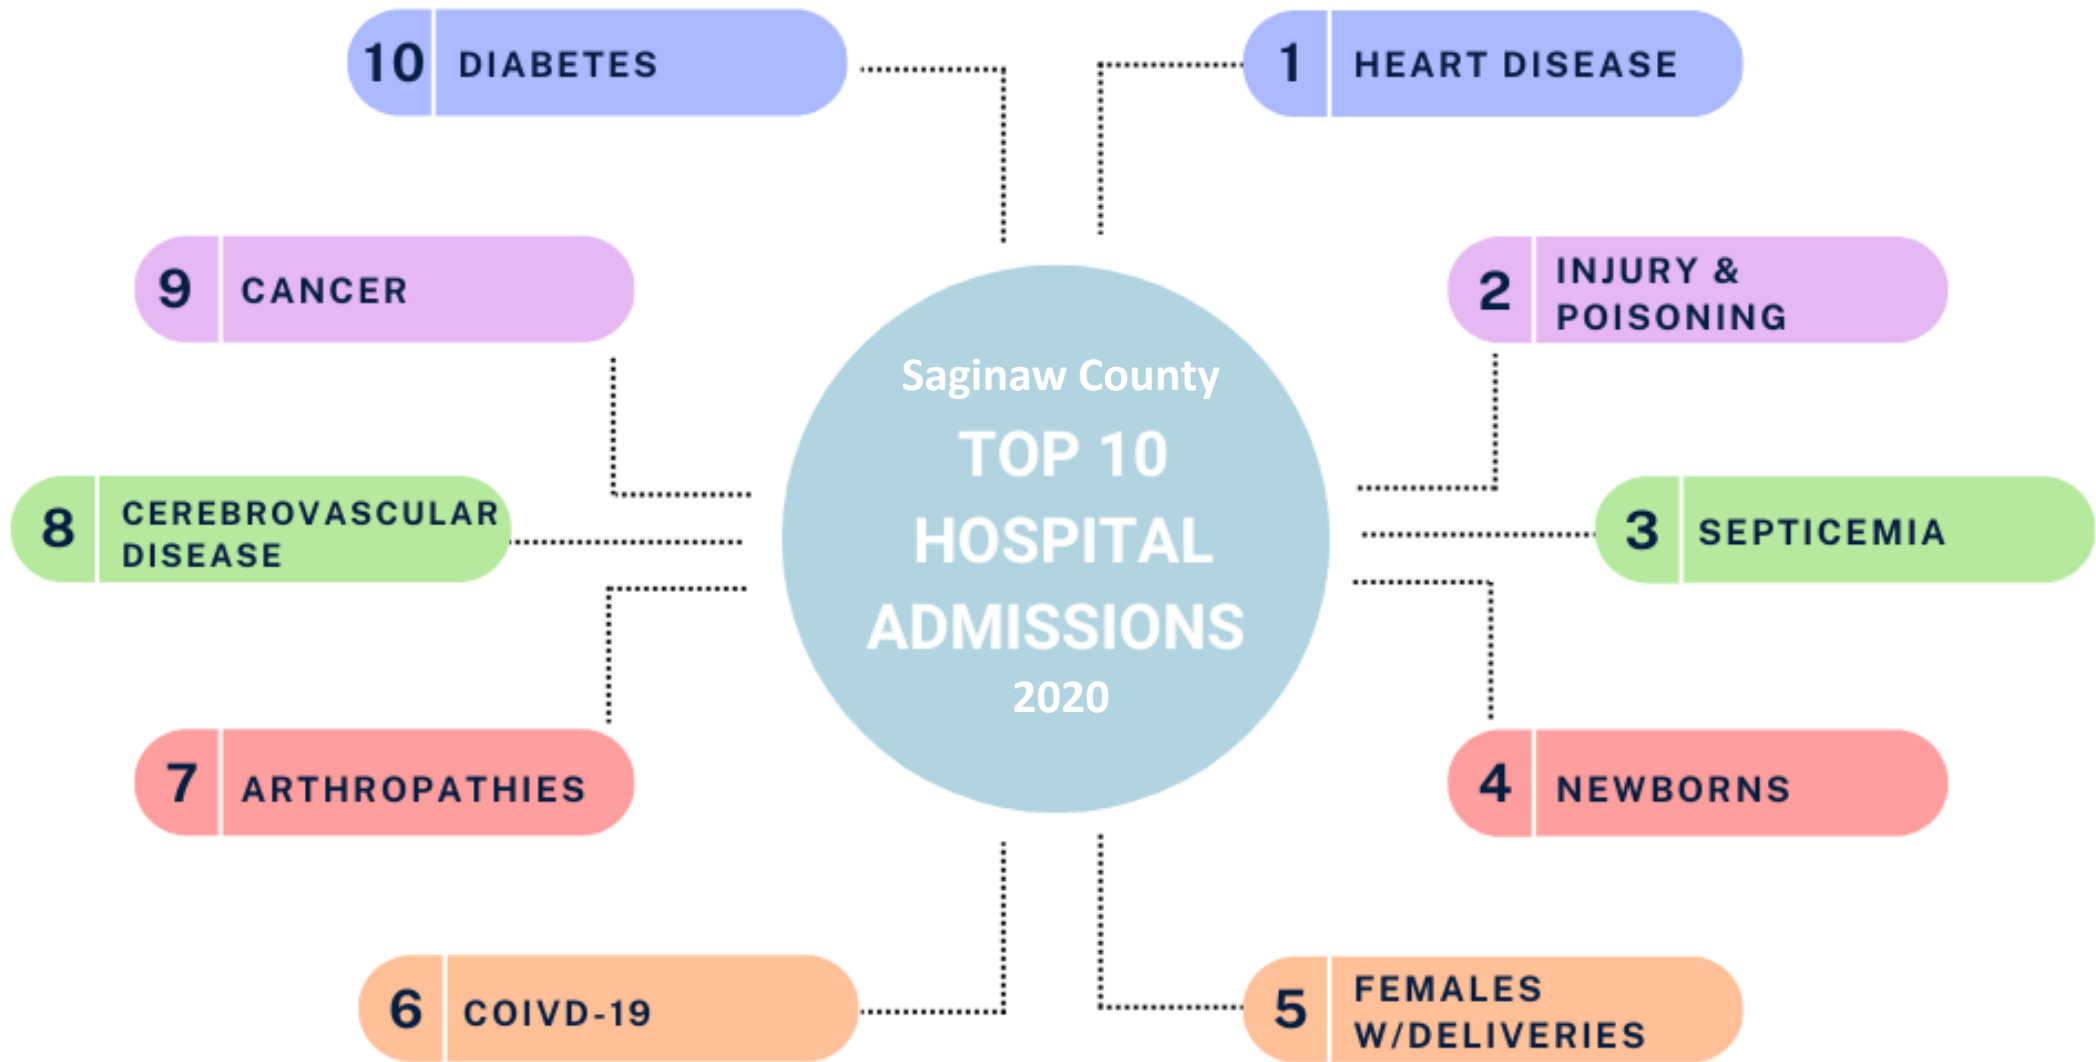 Saginaw County
TOP 10
HOSPITAL
ADMISSIONS
2020
1 HEART DISEASE
2 INJURY &
POISONING
3 SEPTICEMIA
4 NEWBORNS
5 FEMALES
W/DELIVERIES
6 COIVD-19
7 ARTHROPATHIES
8 CEREBROVASCULAR
DISEASE
9 CANCER
10 DIABETES